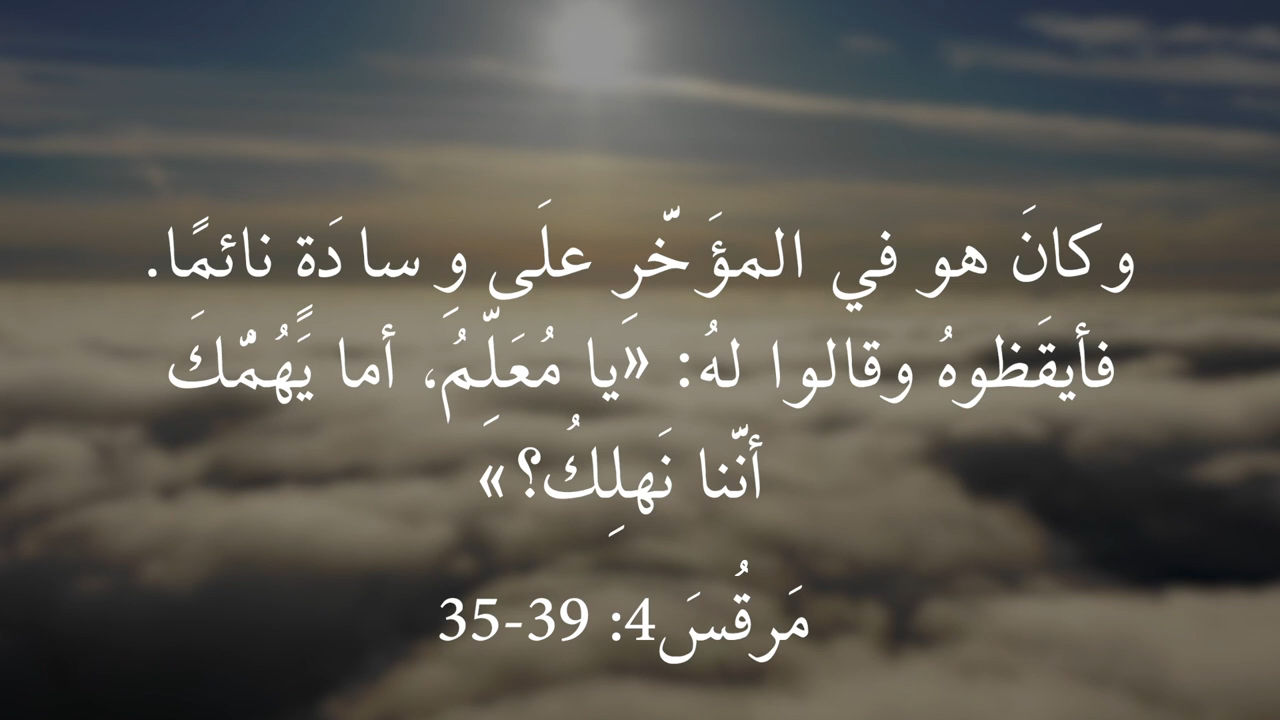 وكانَ هو في المؤَخّرِ علَى وِسادَةٍ نائمًا.
فأيقَظوهُ وقالوا لهُ: «يا مُعَلِّمُ، أما يَهُمُّكَ
أنّنا نَهلِكُ؟»
مَرقُسَ4: 39-35